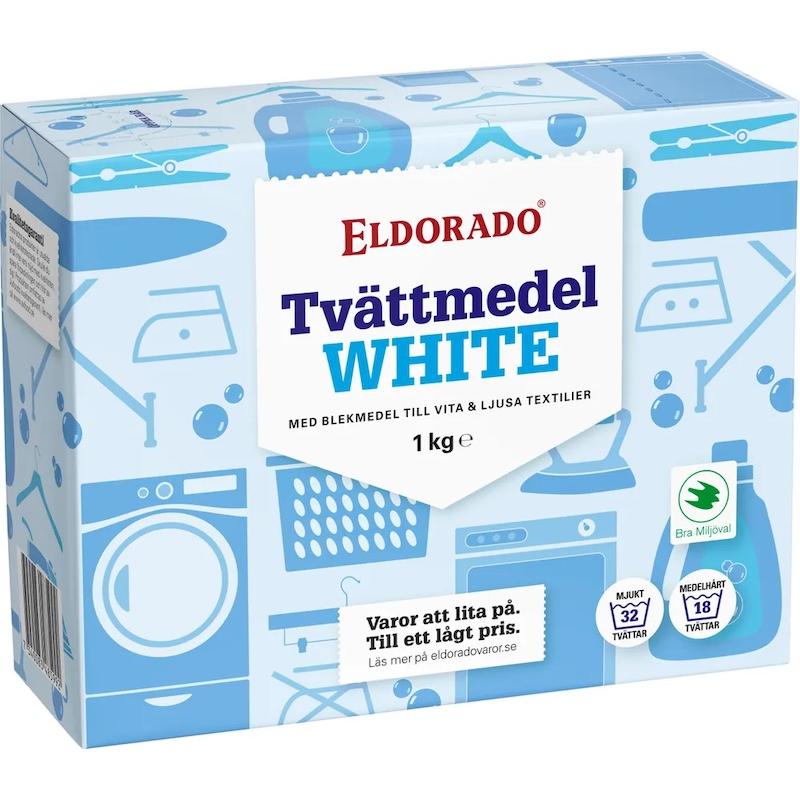 ELDORADO®
Tvättmedel
WHITE
MED BLEKMEDEL TILL VITA & LJUSA TEXTILIER
1 kg ℮
Bra Miljöval
MJUKT
32
TVÄTTAR
MEDELHÅRT
18
TVÄTTAR
Varor att lita på.
Till ett lågt pris.
Läs mer på eldoradovaror.se
Kvalitetsgaranti